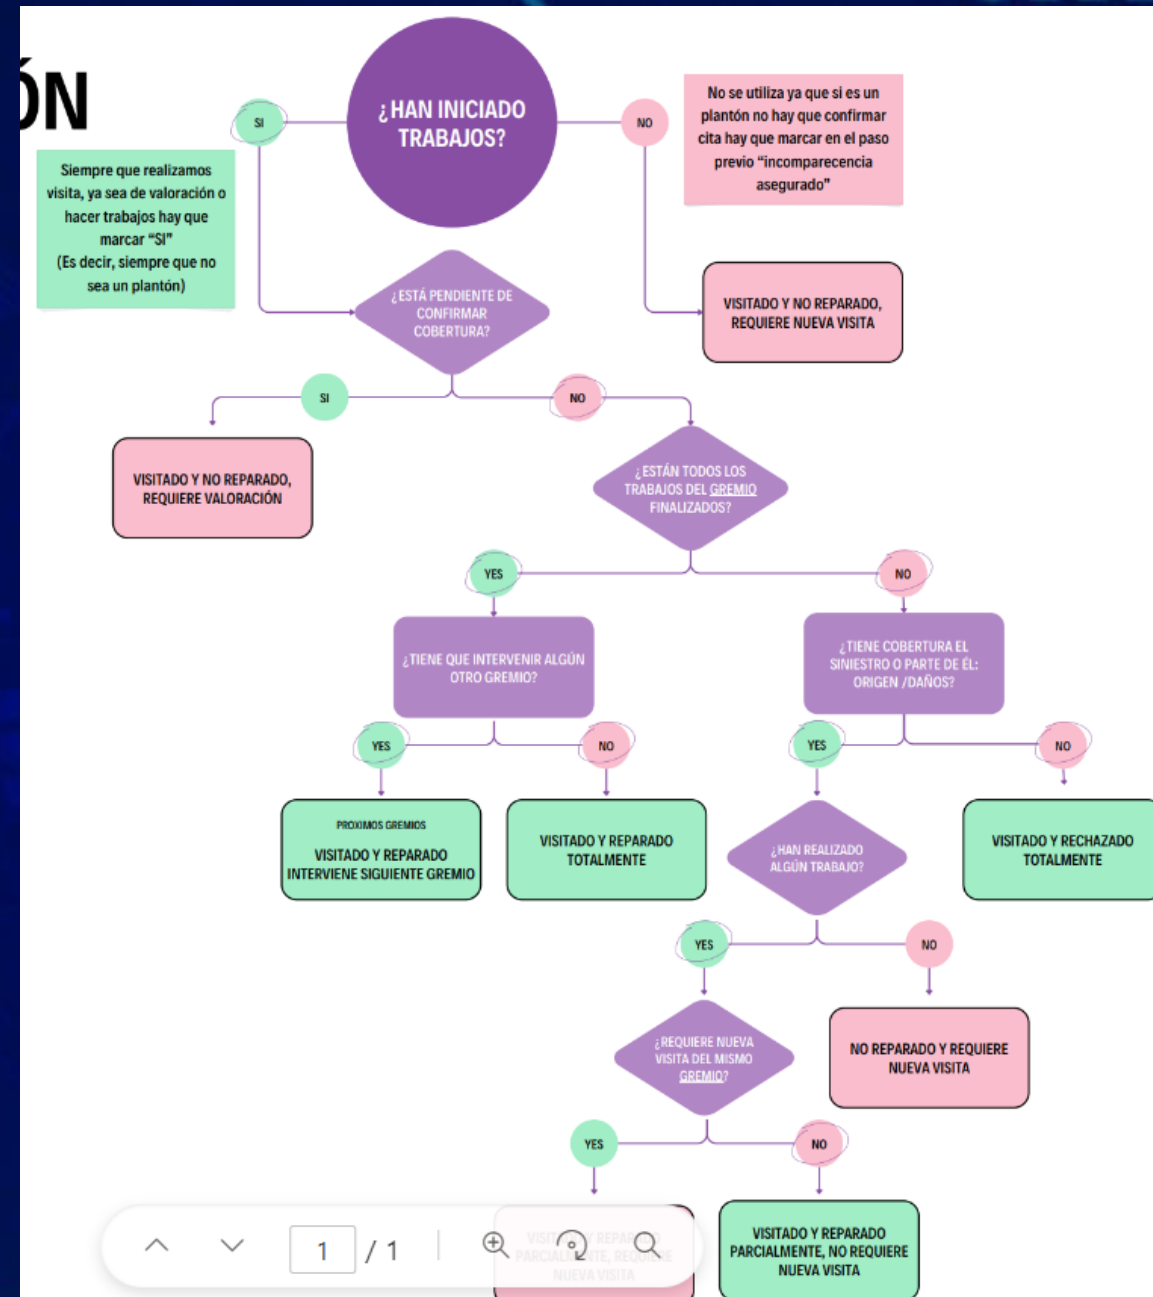 ÓN
¿HAN INICIADO
TRABAJOS?
SI
NO
Siempre que realizamos
visita, ya sea de valoración o
hacer trabajos hay que
marcar “SI”
(Es decir, siempre que no
sea un plantón)
No se utiliza ya que si es un
plantón no hay que confirmar
cita hay que marcar en el paso
previo “incomparecencia
asegurado”
¿ESTÁ PENDIENTE DE
CONFIRMAR
COBERTURA?
VISITADO Y NO REPARADO,
REQUIERE NUEVA VISITA
SI
NO
VISITADO Y NO REPARADO,
REQUIERE VALORACIÓN
¿ESTÁN TODOS LOS
TRABAJOS DEL GREMIO
FINALIZADOS?
YES
NO
¿TIENE QUE INTERVENIR ALGÚN
OTRO GREMIO?
¿TIENE COBERTURA EL
SINIESTRO O PARTE DE ÉL:
ORIGEN /DAÑOS?
YES
NO
YES
NO
PROXIMOS GREMIOS
VISITADO Y REPARADO
INTERVIENE SIGUIENTE GREMIO
VISITADO Y REPARADO
TOTALMENTE
¿HAN REALIZADO
ALGÚN TRABAJO?
VISITADO Y RECHAZADO
TOTALMENTE
YES
NO
¿REQUIERE NUEVA
VISITA DEL MISMO
GREMIO?
NO REPARADO Y REQUIERE
NUEVA VISITA
YES
NO
VISITADO Y REPARADO
PARCIALMENTE, REQUIERE
NUEVA VISITA
VISITADO Y REPARADO
PARCIALMENTE, NO REQUIERE
NUEVA VISITA
1 / 1